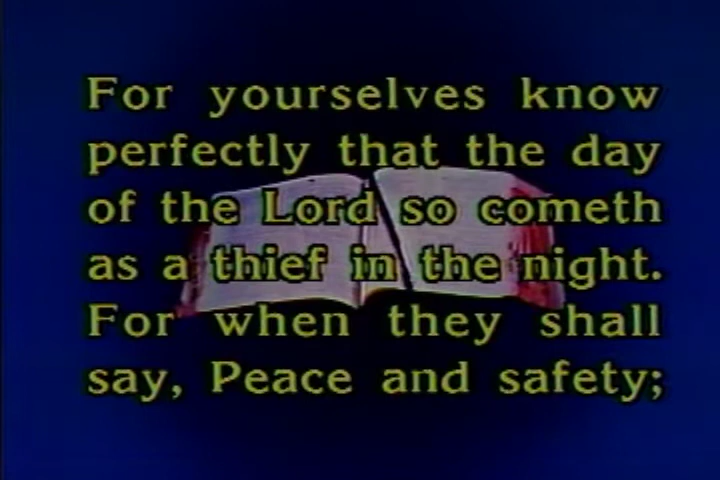 For yourselves know
perfectly that the day
of the Lord so cometh
as a thief in the night.
For when they shall
say, Peace and safety;